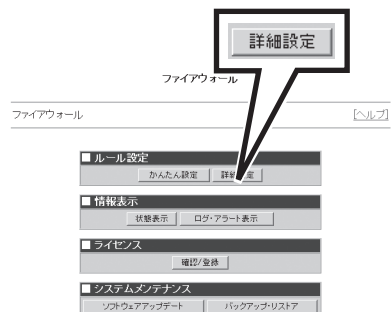 詳細設定
ファイアウォール
ファイアウォール [ヘルプ]
■ ルール設定
かんたん設定 詳細設定
■ 情報表示
状態表示 ログ・アラート表示
■ ライセンス
確認/登録
■ システムメンテナンス
ソフトウェアアップデート バックアップ・リストア